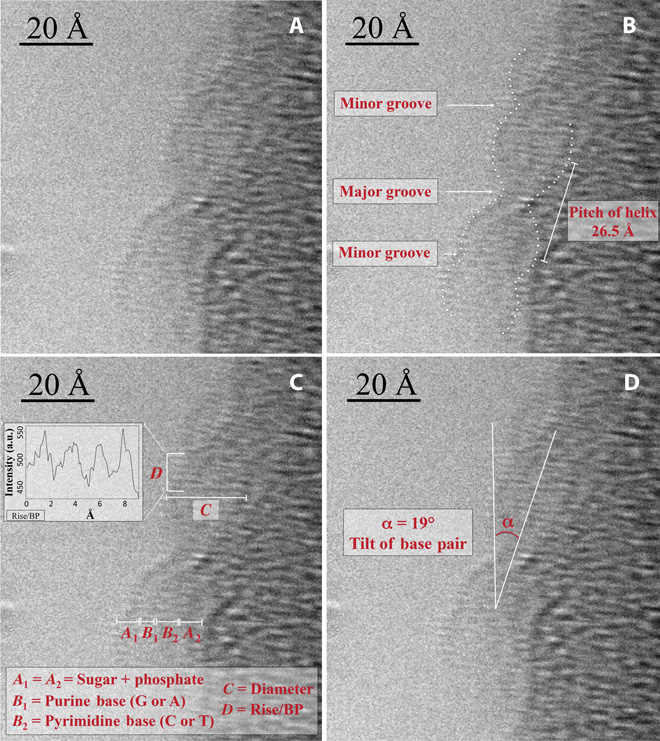 20 Å A
20 Å B
Minor groove
Major groove
Pitch of helix
26.5 Å
Minor groove
20 Å C
Intensity (a.u.)
550
500
450
0 2 4 6 8
Rise/BP Å
D
C
A1 B1 B2 A2
A1 = A2 = Sugar + phosphate
B1 = Purine base (G or A)
B2 = Pyrimidine base (C or T)
C = Diameter
D = Rise/BP
20 Å D
α = 19°
Tilt of base pair
α